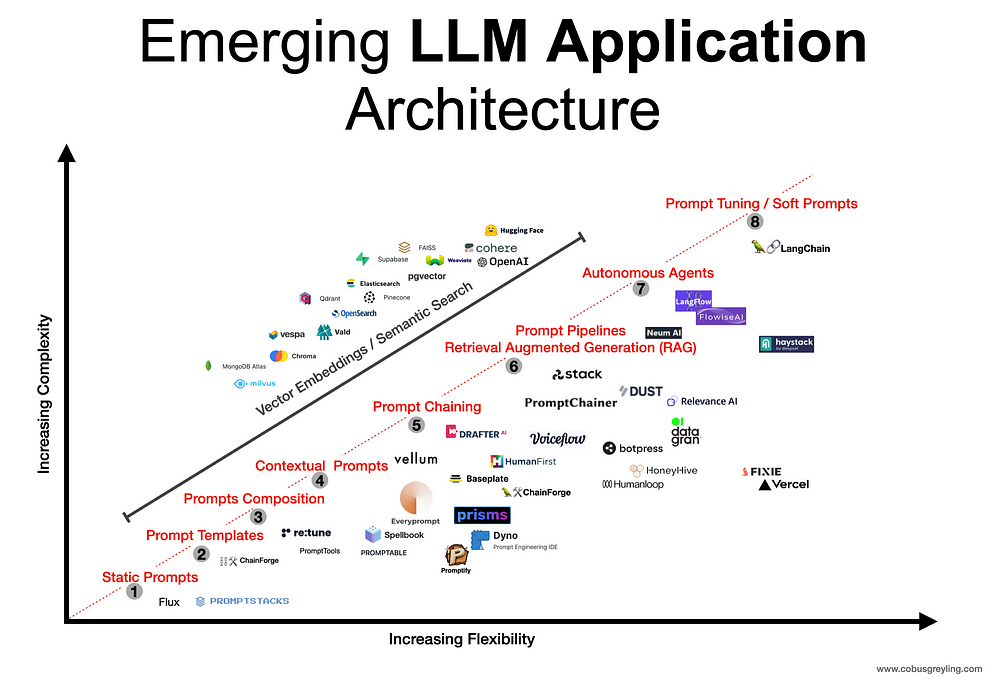 Emerging LLM Application
Architecture
Increasing Complexity
Increasing Flexibility
Prompt Tuning / Soft Prompts
8
LangChain
Autonomous Agents
7
LangFlow
FlowiseAI
Neum AI
haystack
by deepset
Prompt Pipelines
Retrieval Augmented Generation (RAG)
6
stack
DUST
PromptChainer
Relevance AI
Prompt Chaining
5
DRAFTER AI
Voiceflow
botpress
data
gran
vellum
HumanFirst
HoneyHive
Humanloop
FIXIE
Vercel
Baseplate
ChainForge
Contextual Prompts
4
Prompts Composition
3
Everyprompt
prisms
Prompt Templates
2
re:tune
Spellbook
Dyno
Prompt Engineering IDE
PromptTools
PROMPTABLE
ChainForge
Promptify
Static Prompts
1
Flux
PROMPTSTACKS
Vector Embeddings / Semantic Search
Hugging Face
FAISS
cohere
Supabase
Weaviate
OpenAI
pgvector
Elasticsearch
Qdrant
Pinecone
OpenSearch
vespa
Vald
Chroma
MongoDB Atlas
milvus
www.cobusgreyling.com